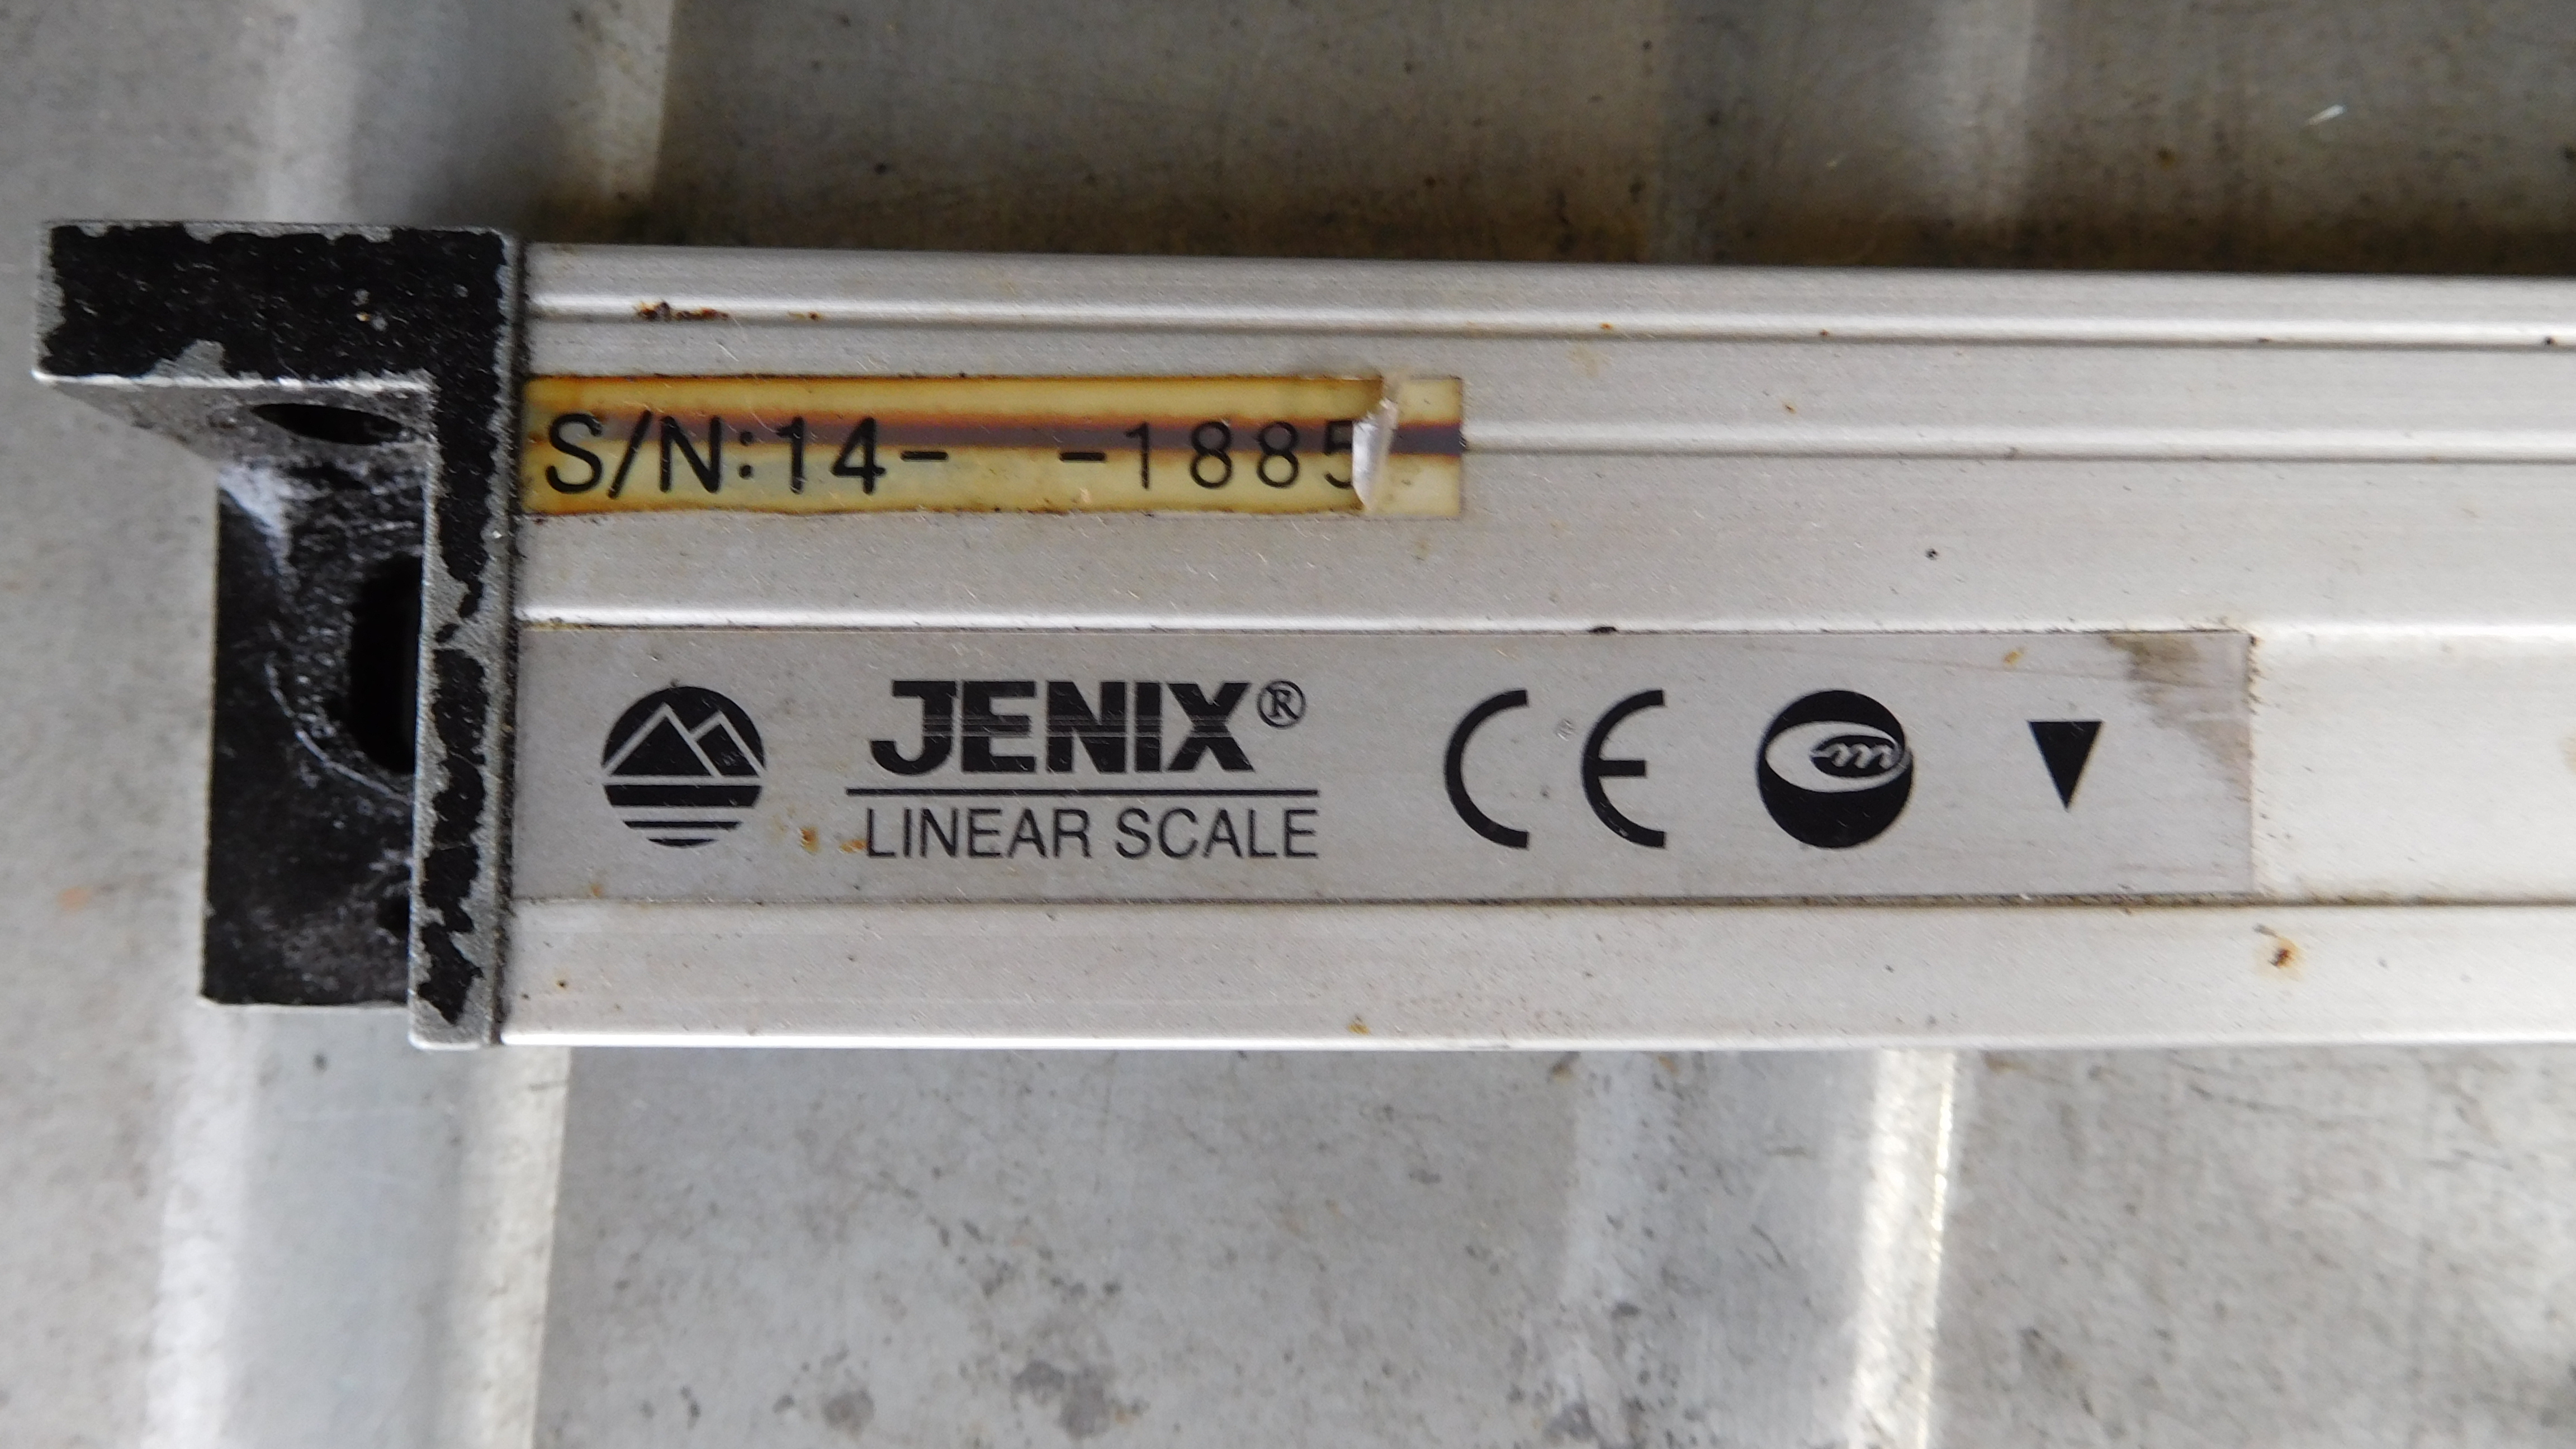 S/N:14-  -1885
JENIX®
LINEAR SCALE
CE